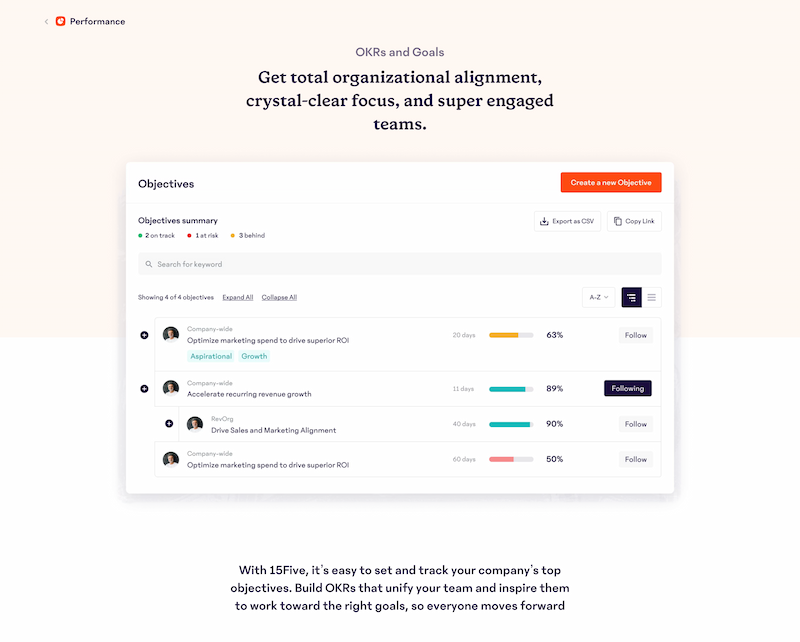 Performance
OKRs and Goals
Get total organizational alignment,
crystal-clear focus, and super engaged
teams.
Objectives
Create a new Objective
Objectives summary
2 on track 1 at risk 3 behind
Export as CSV
Copy Link
Search for keyword
Showing 4 of 4 objectives Expand All Collapse All
A-Z
Company-wide
Optimize marketing spend to drive superior ROI
Aspirational Growth
20 days 63% Follow
Company-wide
Accelerate recurring revenue growth
11 days 89% Following
RevOrg
Drive Sales and Marketing Alignment
40 days 90% Follow
Company-wide
Optimize marketing spend to drive superior ROI
60 days 50% Follow
With 15Five, it's easy to set and track your company's top
objectives. Build OKRs that unify your team and inspire them
to work toward the right goals, so everyone moves forward